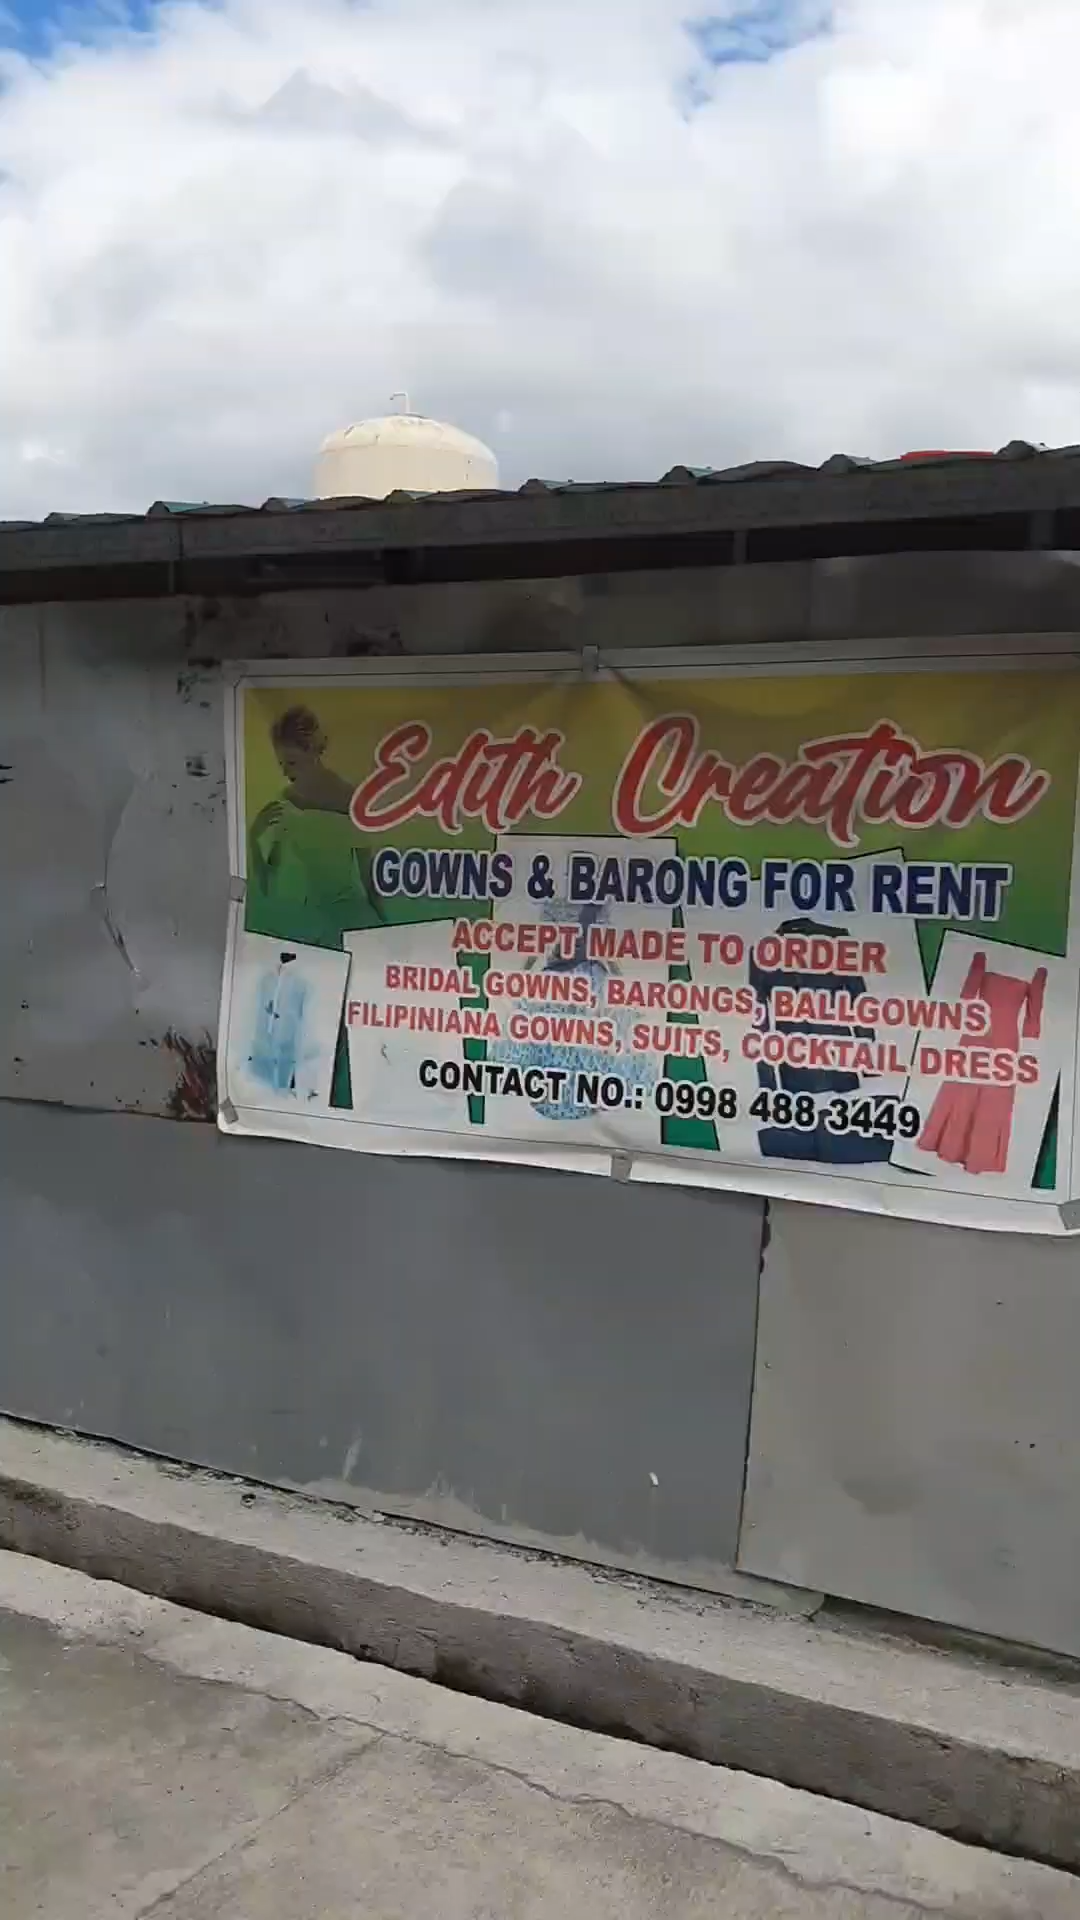 Edith Creation
GOWNS & BARONG FOR RENT
ACCEPT MADE TO ORDER
BRIDAL GOWNS, BARONGS, BALLGOWNS
FILIPINIANA GOWNS, SUITS, COCKTAIL DRESS
CONTACT NO.: 0998 488 3449